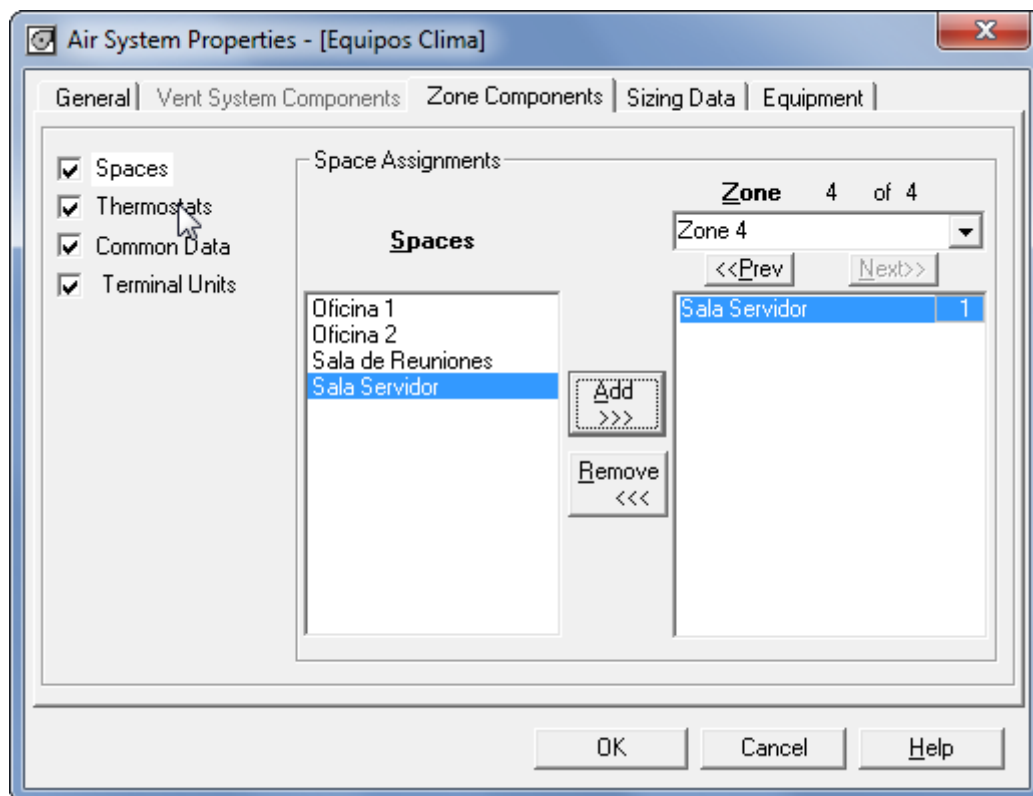 Air System Properties - [Equipos Clima]
General Vent System Components Zone Components Sizing Data Equipment
Spaces
Thermostats
Common Data
Terminal Units
Space Assignments
Spaces
Zone 4 of 4
Zone 4
<<Prev Next>>
Oficina 1
Oficina 2
Sala de Reuniones
Sala Servidor
Add
>>>
Remove
<<<
Sala Servidor 1
OK Cancel Help